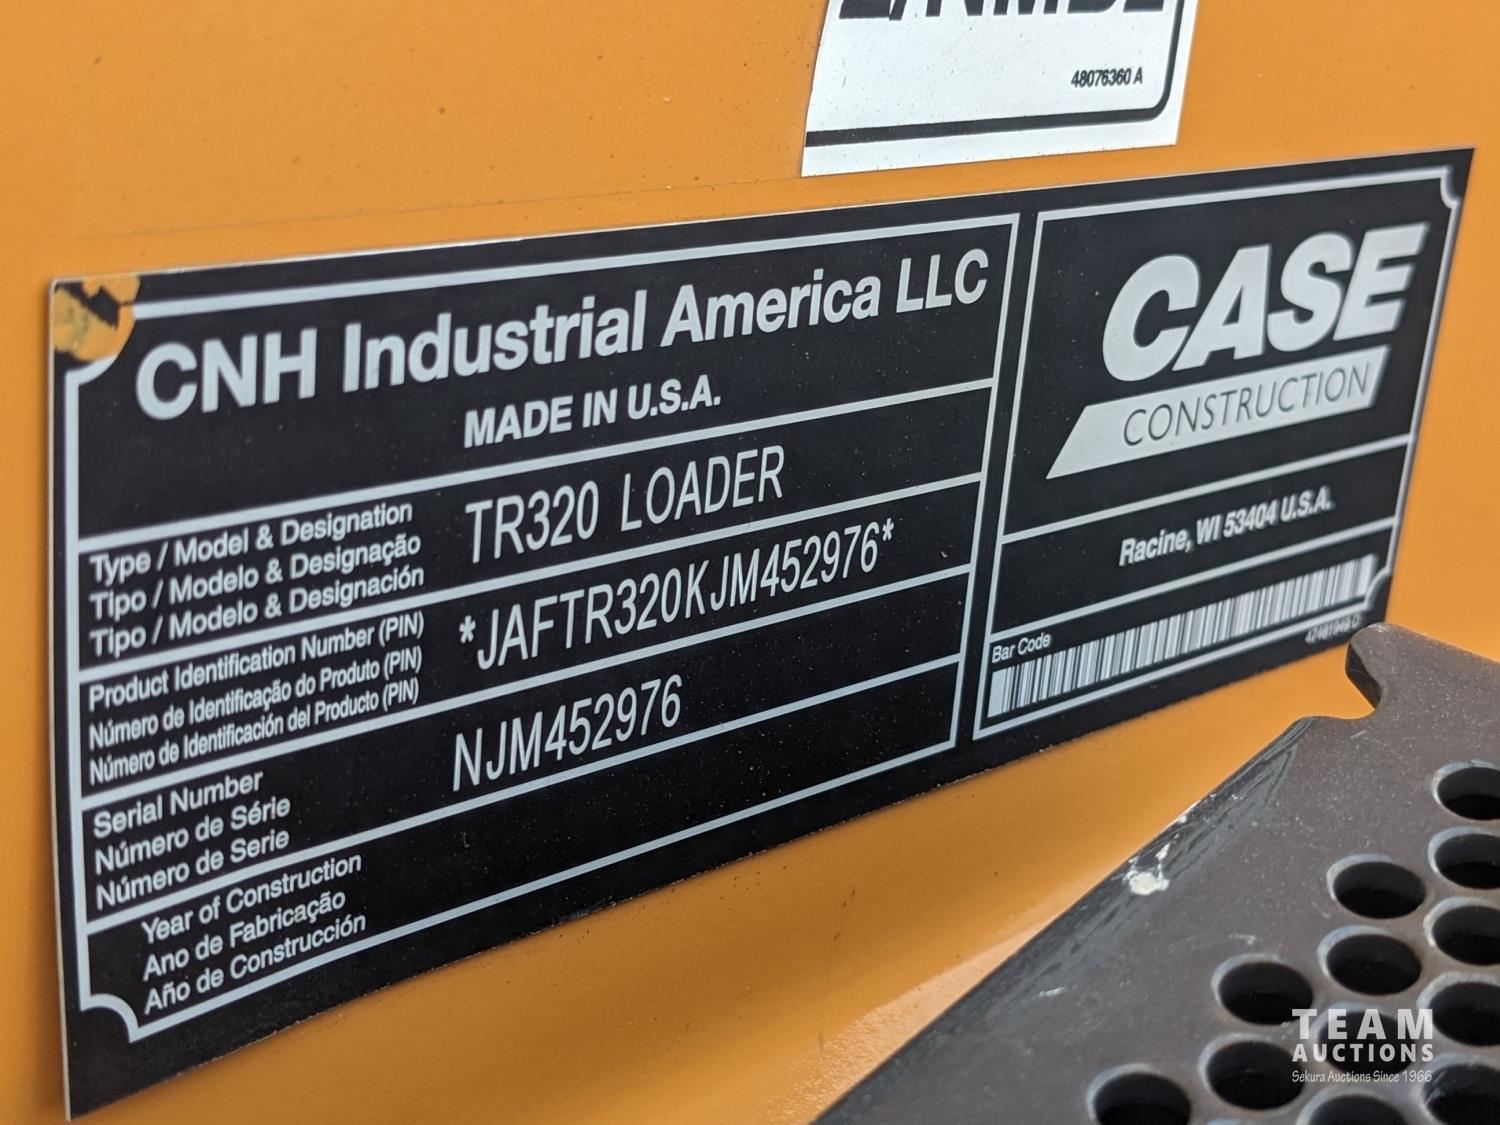 48076360 A
CNH Industrial America LLC
MADE IN U.S.A.
Type / Model & Designation
Tipo / Modelo & Designação
Tipo / Modelo & Designación
TR320 LOADER
Product Identification Number (PIN)
Número de Identificação do Produto (PIN)
Número de Identificación del Producto (PIN)
*JAFTR320KJM452976*
Serial Number
Número de Série
Número de Serie
NJM452976
Year of Construction
Ano de Fabricação
Año de Construcción
CASE
CONSTRUCTION
Racine, WI 53404 U.S.A.
Bar Code
TEAM
AUCTIONS
Sekura Auctions Since 1966